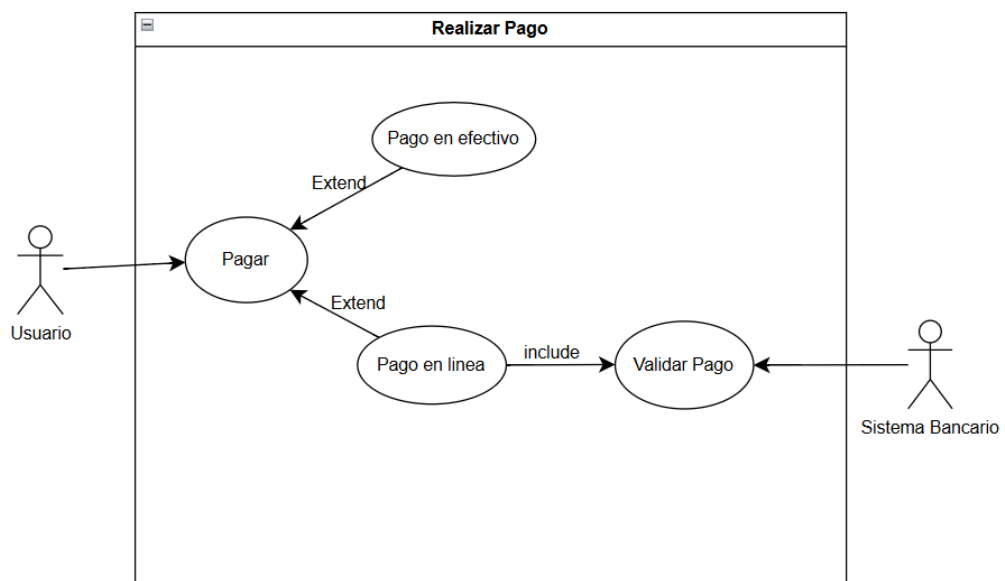 Realizar Pago
Pago en efectivo
Extend
Pagar
Usuario
Extend
Pago en linea
include
Validar Pago
Sistema Bancario